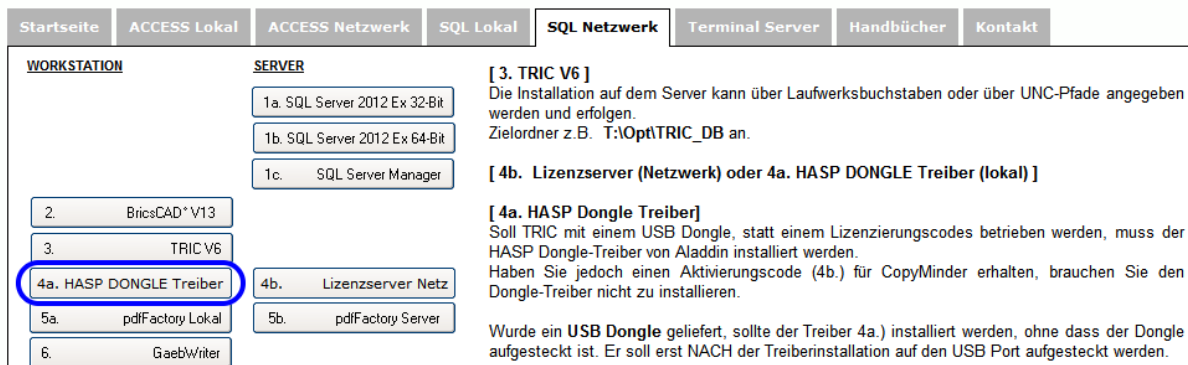 Startseite
ACCESS Lokal
ACCESS Netzwerk
SQL Lokal
SQL Netzwerk
Terminal Server
Handbücher
Kontakt
WORKSTATION
SERVER
1a. SQL Server 2012 Ex 32-Bit
1b. SQL Server 2012 Ex 64-Bit
1c. SQL Server Manager
2. BricsCAD® V13
3. TRIC V6
4a. HASP DONGLE Treiber
4b. Lizenzserver Netz
5a. pdfFactory Lokal
5b. pdfFactory Server
6. GaebWriter
[ 3. TRIC V6 ]
Die Installation auf dem Server kann über Laufwerksbuchstaben oder über UNC-Pfade angegeben
werden und erfolgen.
Zielordner z.B. T:\Opt\TRIC_DB an.
[ 4b. Lizenzserver (Netzwerk) oder 4a. HASP DONGLE Treiber (lokal) ]
[ 4a. HASP Dongle Treiber]
Soll TRIC mit einem USB Dongle, statt einem Lizenzierungscodes betrieben werden, muss der
HASP Dongle-Treiber von Aladdin installiert werden.
Haben Sie jedoch einen Aktivierungscode (4b.) für CopyMinder erhalten, brauchen Sie den
Dongle-Treiber nicht zu installieren.
Wurde ein USB Dongle geliefert, sollte der Treiber 4a.) installiert werden, ohne dass der Dongle
aufgesteckt ist. Er soll erst NACH der Treiberinstallation auf den USB Port aufgesteckt werden.